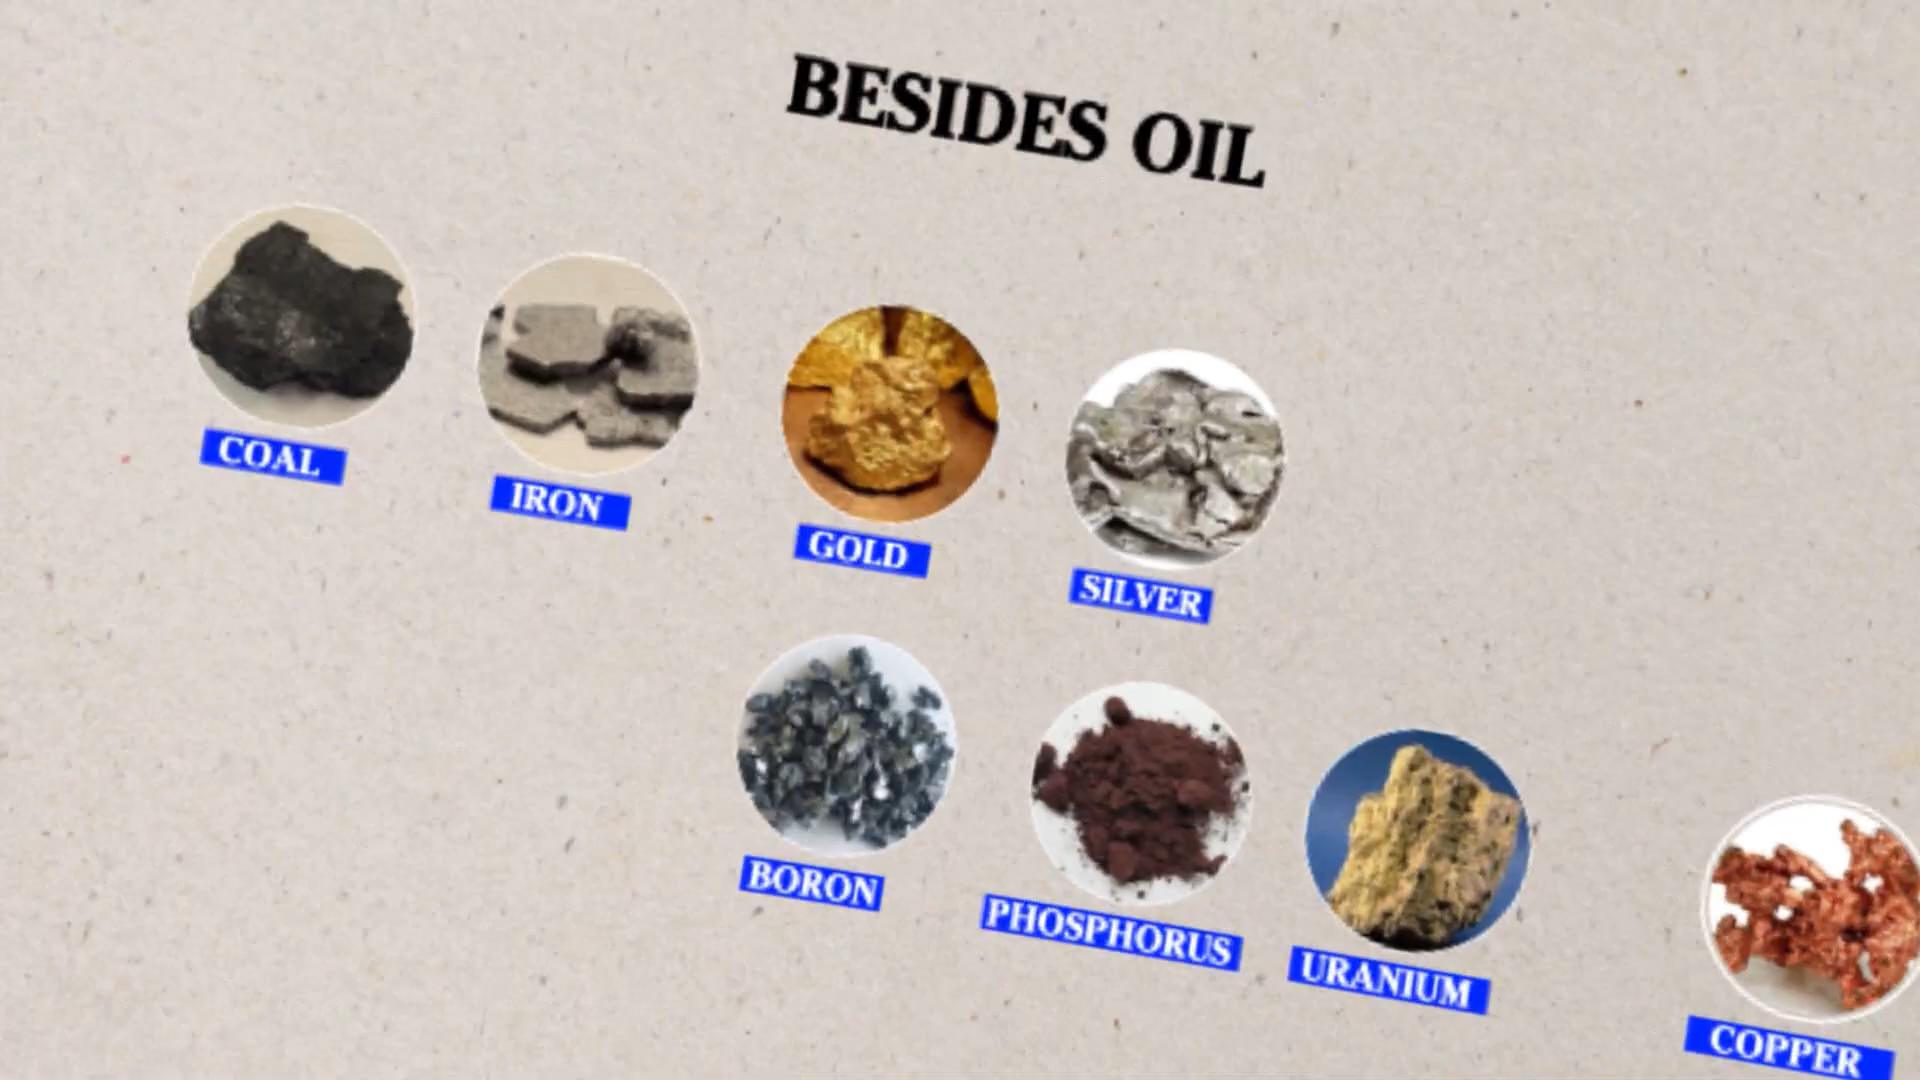 BESIDES OIL
COAL
IRON
GOLD
SILVER
BORON
PHOSPHORUS
URANIUM
COPPER